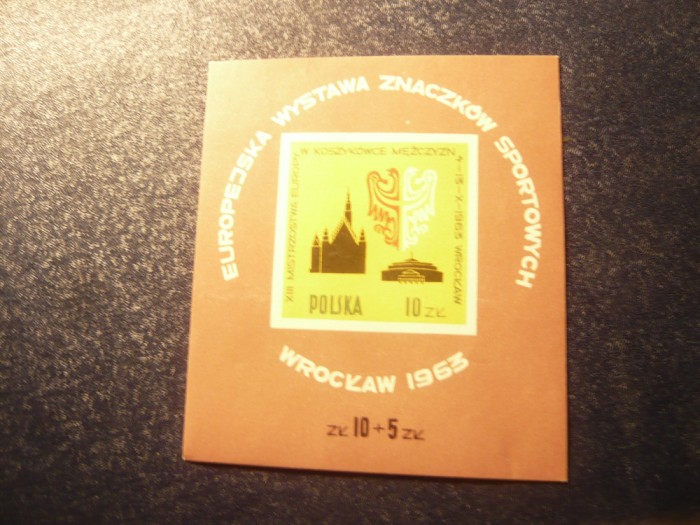 EUROPEJSKA WYSTAWA ZNACZKÓW SPORTOWYCH
XIII MISTRZOSTWA EUROPY W KOSZYKÓWCE MĘŻCZYZN 4-13-X-1963 WROCŁAW
POLSKA 10 ZŁ
WROCŁAW 1963
ZŁ 10+5 ZŁ